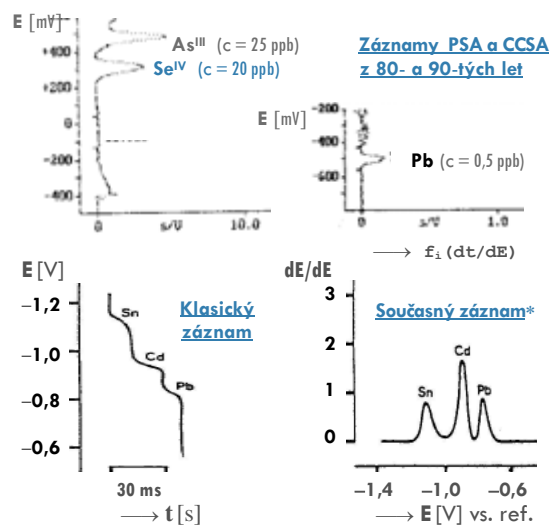 E [mV]
+400
200
0
-200
-400
0
s/V
10.0
As^III (c = 25 ppb)
Se^IV (c = 20 ppb)
Záznamy PSA a CCSA
z 80- a 90-tých let
E [mV]
-200
-400
-600
0
s/V
1.0
Pb (c = 0,5 ppb)
⟶ f_i (dt/dE)
E [V]
−1,2
−1,0
−0,8
−0,6
Sn
Cd
Pb
Klasický
záznam
30 ms
⟶ t [s]
dE/dE
3
2
1
0
Současný záznam*
Sn
Cd
Pb
−1,4
−1,0
−0,6
⟶ E [V] vs. ref.